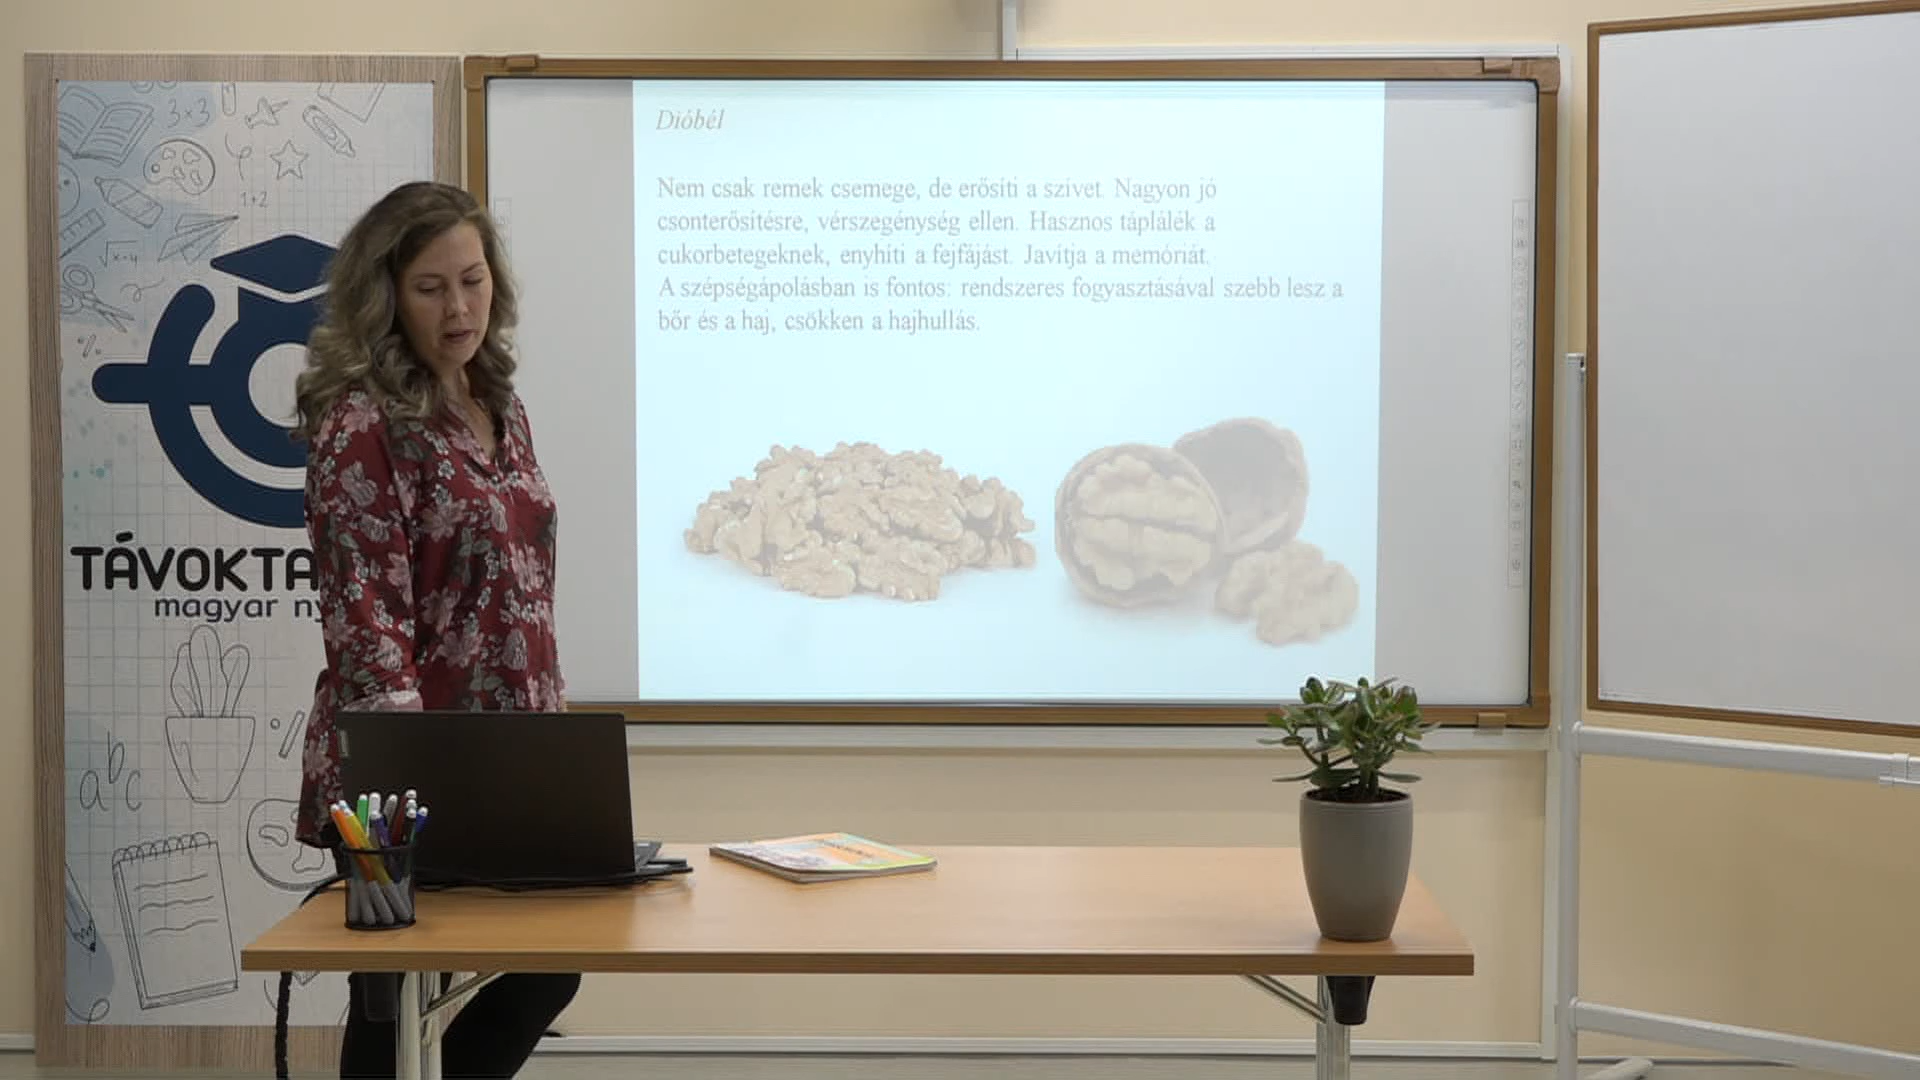 Dióbél
Nem csak remek csemege, de erősíti a szívet. Nagyon jó
csonterősítésre, vérszegénység ellen. Hasznos táplálék a
cukorbetegeknek, enyhíti a fejfájást. Javítja a memóriát.
A szépségápolásban is fontos: rendszeres fogyasztásával szebb lesz a
bőr és a haj, csökken a hajhullás.
3×3
1+2
√x-4
TÁVOKTA
magyar ny
abc